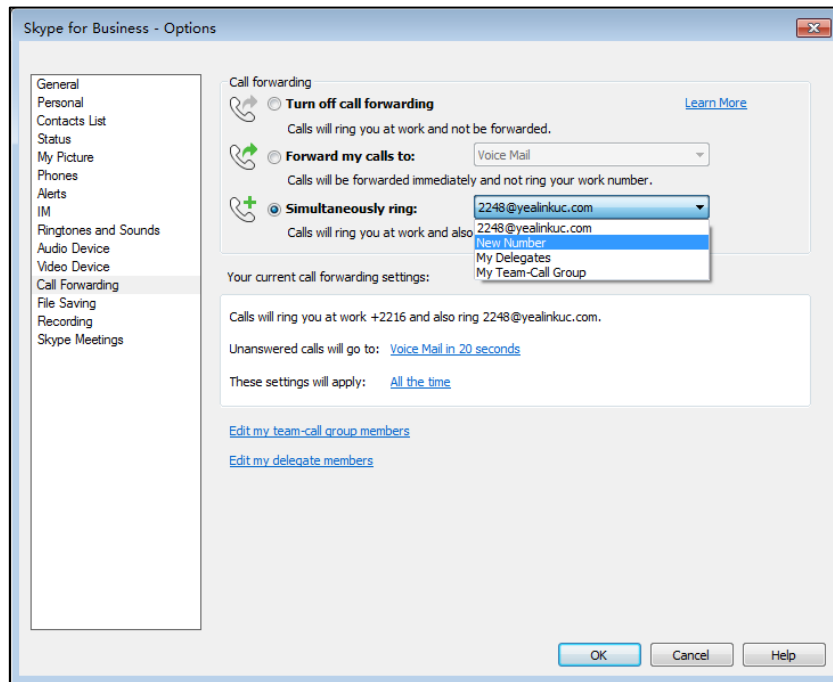 Skype for Business - Options
General
Personal
Contacts List
Status
My Picture
Phones
Alerts
IM
Ringtones and Sounds
Audio Device
Video Device
Call Forwarding
File Saving
Recording
Skype Meetings
Call forwarding
Turn off call forwarding
Learn More
Calls will ring you at work and not be forwarded.
Forward my calls to:
Voice Mail
Calls will be forwarded immediately and not ring your work number.
Simultaneously ring:
2248@yealinkuc.com
Calls will ring you at work and also
2248@yealinkuc.com
New Number
My Delegates
My Team-Call Group
Your current call forwarding settings:
Calls will ring you at work +2216 and also ring 2248@yealinkuc.com.
Unanswered calls will go to: Voice Mail in 20 seconds
These settings will apply: All the time
Edit my team-call group members
Edit my delegate members
OK Cancel Help